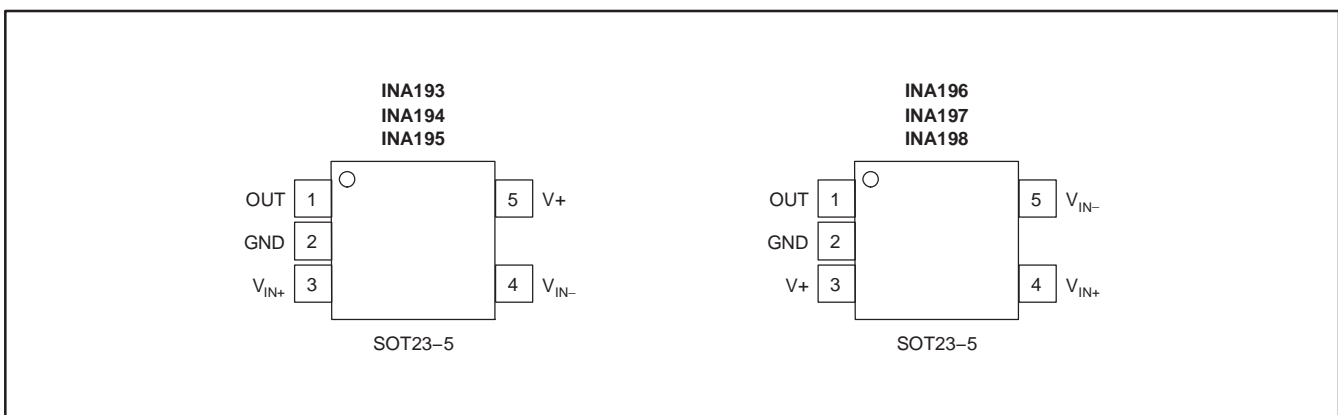 INA193
INA194
INA195
OUT 1 5 V+
GND 2
VIN+ 3 4 VIN–
SOT23–5
INA196
INA197
INA198
OUT 1 5 VIN–
GND 2
V+ 3 4 VIN+
SOT23–5